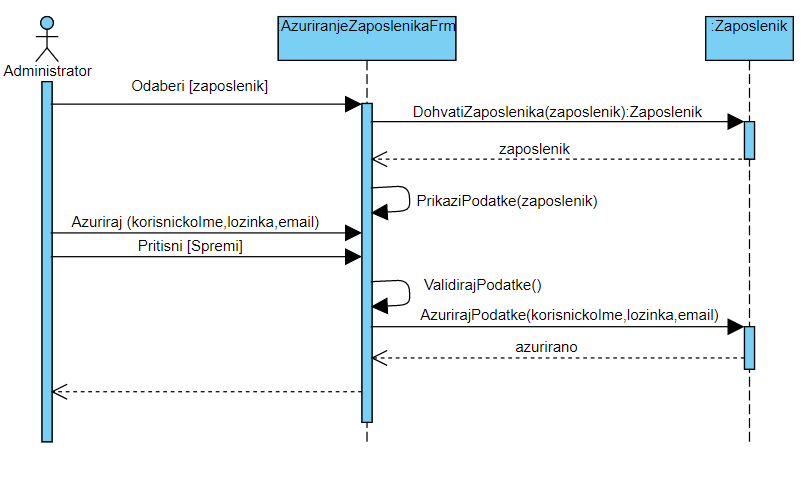 :AzuriranjeZaposlenikaFrm
:Zaposlenik
Administrator
Odaberi [zaposlenik]
DohvatiZaposlenika(zaposlenik):Zaposlenik
zaposlenik
PrikaziPodatke(zaposlenik)
Azuriraj (korisnickoIme,lozinka,email)
Pritisni [Spremi]
ValidirajPodatke()
AzurirajPodatke(korisnickoIme,lozinka,email)
azurirano